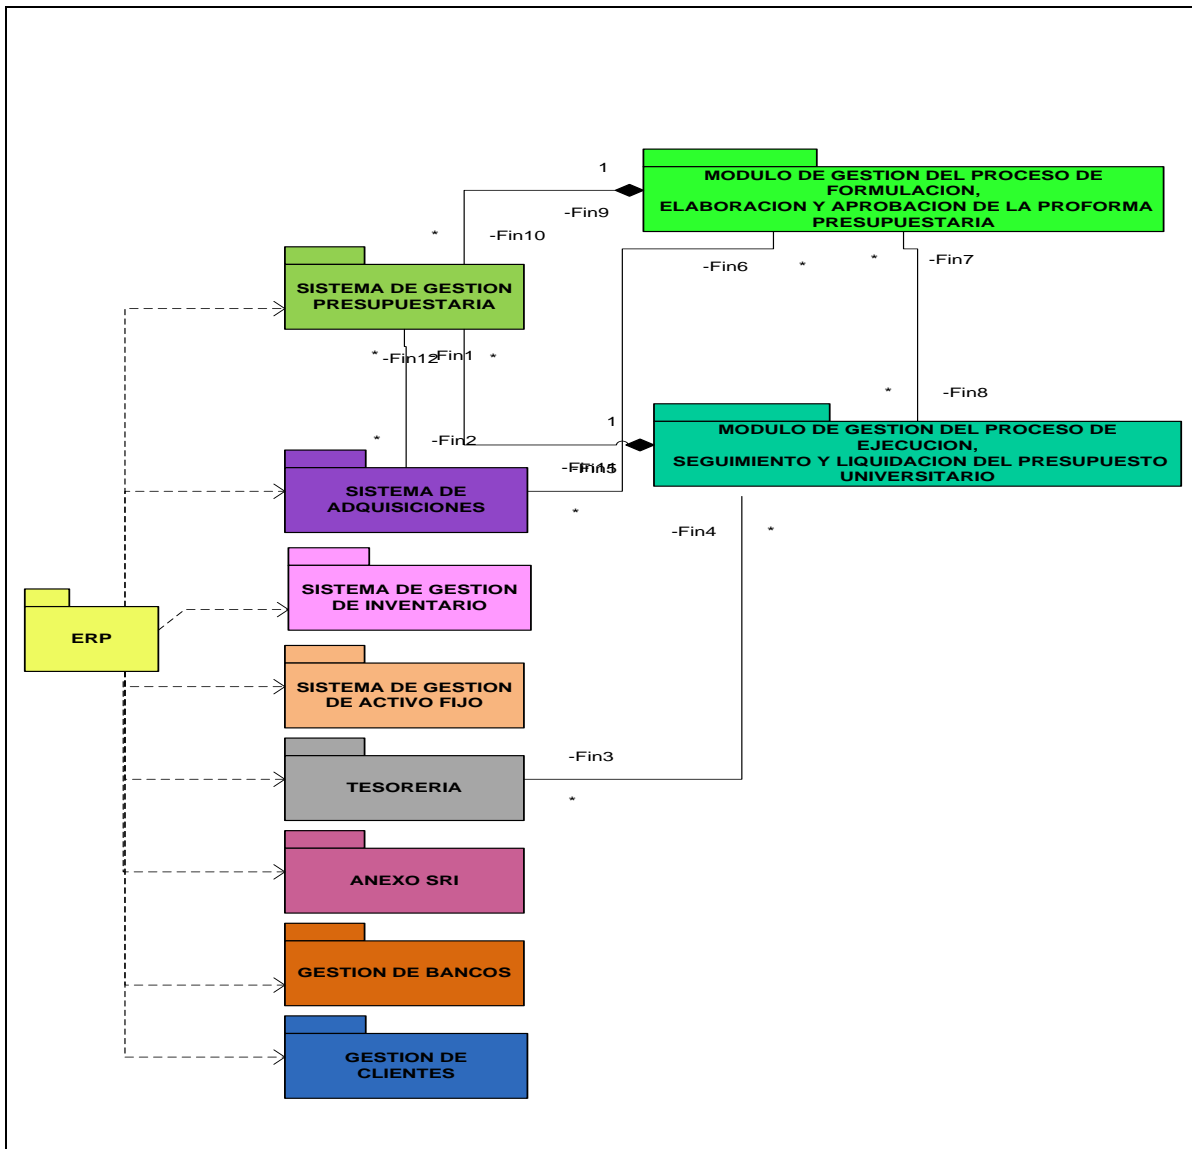 1
MODULO DE GESTION DEL PROCESO DE
FORMULACION,
ELABORACION Y APROBACION DE LA PROFORMA
PRESUPUESTARIA
-Fin9
*
-Fin10
-Fin6
*
*
-Fin7
SISTEMA DE GESTION
PRESUPUESTARIA
*
-Fin12
-Fin1
*
*
-Fin8
1
MODULO DE GESTION DEL PROCESO DE
EJECUCION,
SEGUIMIENTO Y LIQUIDACION DEL PRESUPUESTO
UNIVERSITARIO
*
-Fin2
-Fin11
-Fin5
SISTEMA DE
ADQUISICIONES
*
-Fin4
*
SISTEMA DE GESTION
DE INVENTARIO
ERP
SISTEMA DE GESTION
DE ACTIVO FIJO
-Fin3
TESORERIA
*
ANEXO SRI
GESTION DE BANCOS
GESTION DE
CLIENTES